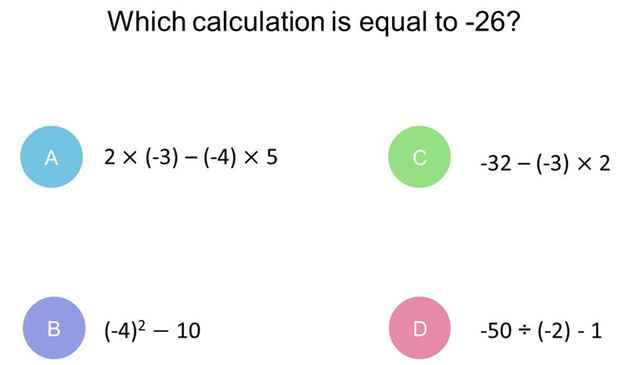 Which calculation is equal to -26?
A 2 × (-3) – (-4) × 5
C -32 – (-3) × 2
B (-4)² – 10
D -50 ÷ (-2) - 1